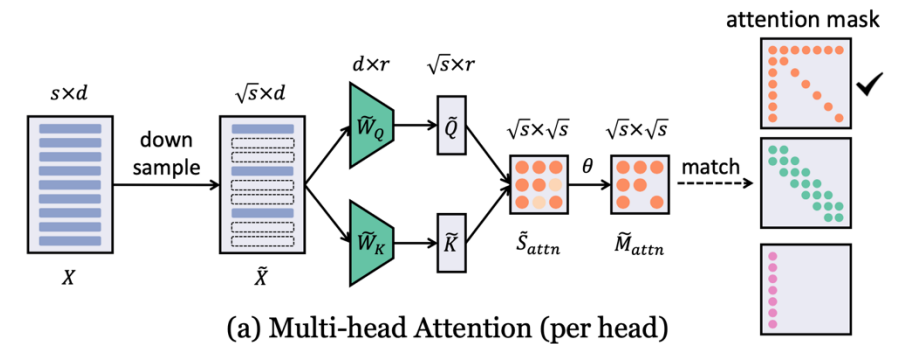 attention mask
s×d
√s×d
d×r
√s×r
down
sample
W̃_Q
Q̃
√s×√s
√s×√s
θ
match
W̃_K
K̃
S̃_attn
M̃_attn
X
X̃
(a) Multi-head Attention (per head)